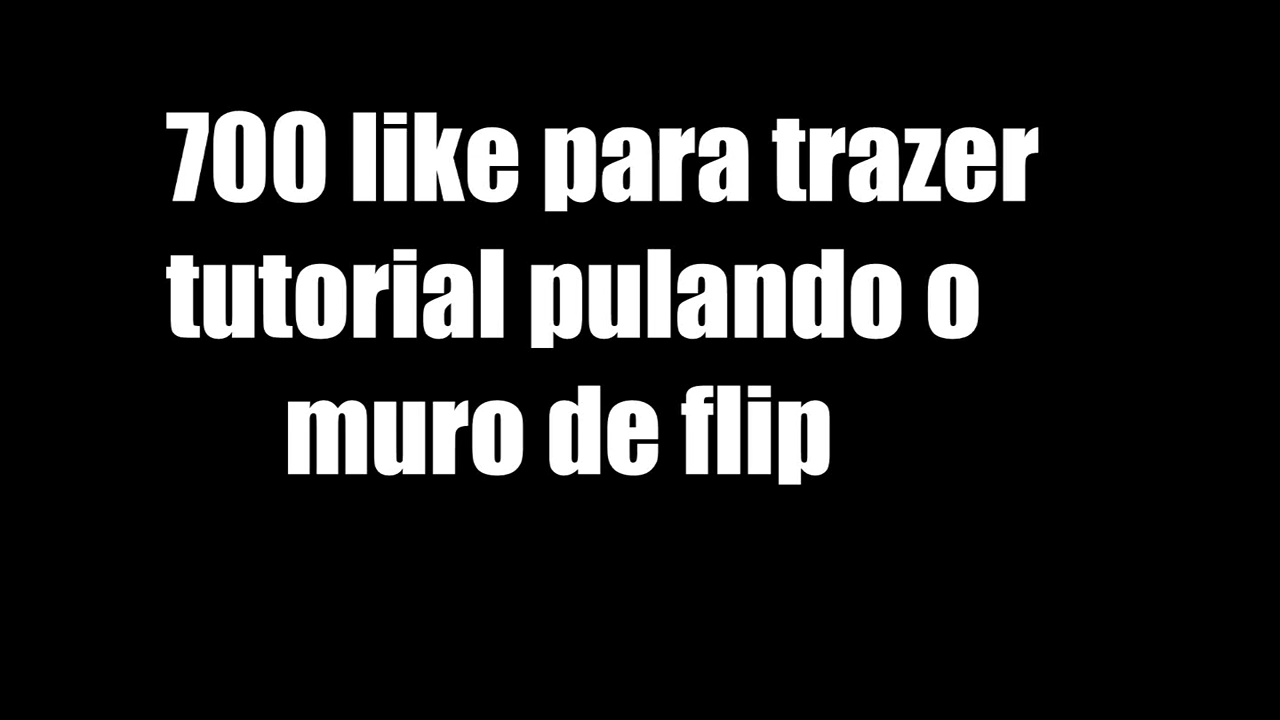 700 like para trazer
tutorial pulando o
muro de flip